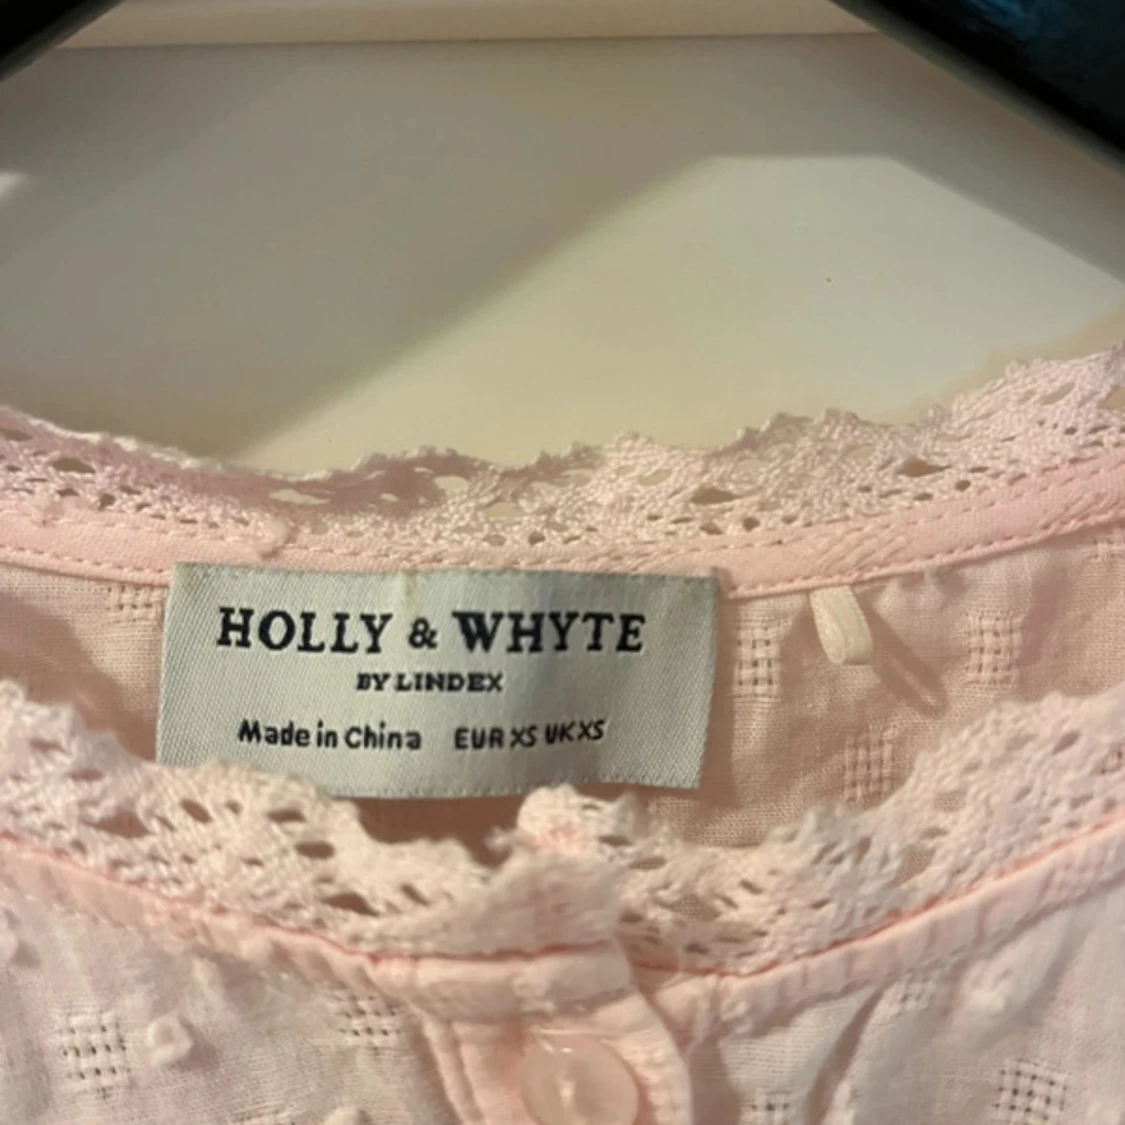 HOLLY & WHYTE
BY LINDEX
Made in China EUR XS UK XS